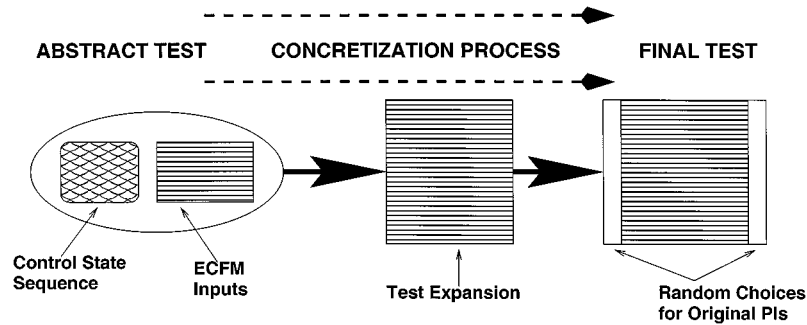 ABSTRACT TEST
CONCRETIZATION PROCESS
FINAL TEST
Control State
Sequence
ECFM
Inputs
Test Expansion
Random Choices
for Original PIs